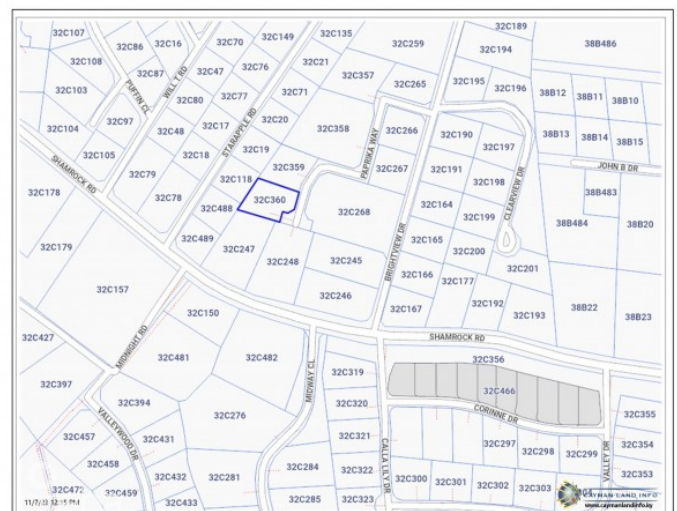 32C107
32C86
32C16
32C70
32C149
32C135
32C259
32C189
32C194
38B486
32C108
32C87
WILL T RD
32C47
32C76
32C21
32C357
32C265
32C195
32C196
38B12
38B11
38B10
32C103
PUFFIN CL
32C80
32C77
32C71
32C104
32C97
32C48
32C17
STARAPPLE RD
32C20
32C358
PAPRIKA WAY
32C266
32C190
32C197
38B13
38B14
38B15
32C105
32C18
32C19
32C359
32C267
32C191
JOHN B DR
SHAMROCK RD
32C79
32C118
32C198
CLEARVIEW DR
38B483
32C178
32C78
32C488
32C360
32C268
32C164
32C199
38B484
38B20
32C179
32C489
32C247
32C248
32C245
BRIGHTVIEW DR
32C165
32C200
32C201
32C157
32C246
32C166
32C177
32C167
32C192
32C193
38B22
38B23
32C150
MIDNIGHT RD
SHAMROCK RD
32C427
32C481
32C482
MIDWAY CL
32C319
32C356
32C397
32C394
32C276
32C320
32C466
CORINNE DR
32C355
VALLEYWOOD DR
32C457
32C431
32C321
CALLA LILY DR
32C297
32C298
32C299
VALLEY DR
32C354
32C458
32C432
32C281
32C284
32C322
32C300
32C301
32C302
32C303
32C353
32C472
32C459
32C433
32C285
32C323
CAYMAN LAND INFO
www.caymanlandinfo.ky